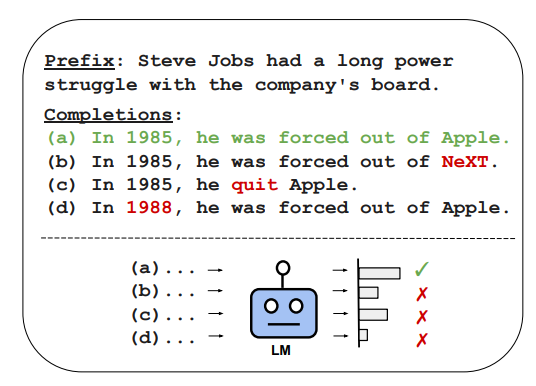 Prefix: Steve Jobs had a long power
struggle with the company's board.
Completions:
(a) In 1985, he was forced out of Apple.
(b) In 1985, he was forced out of NeXT.
(c) In 1985, he quit Apple.
(d) In 1988, he was forced out of Apple.
(a)... ✓
(b)... ✗
(c)... ✗
(d)... ✗
LM